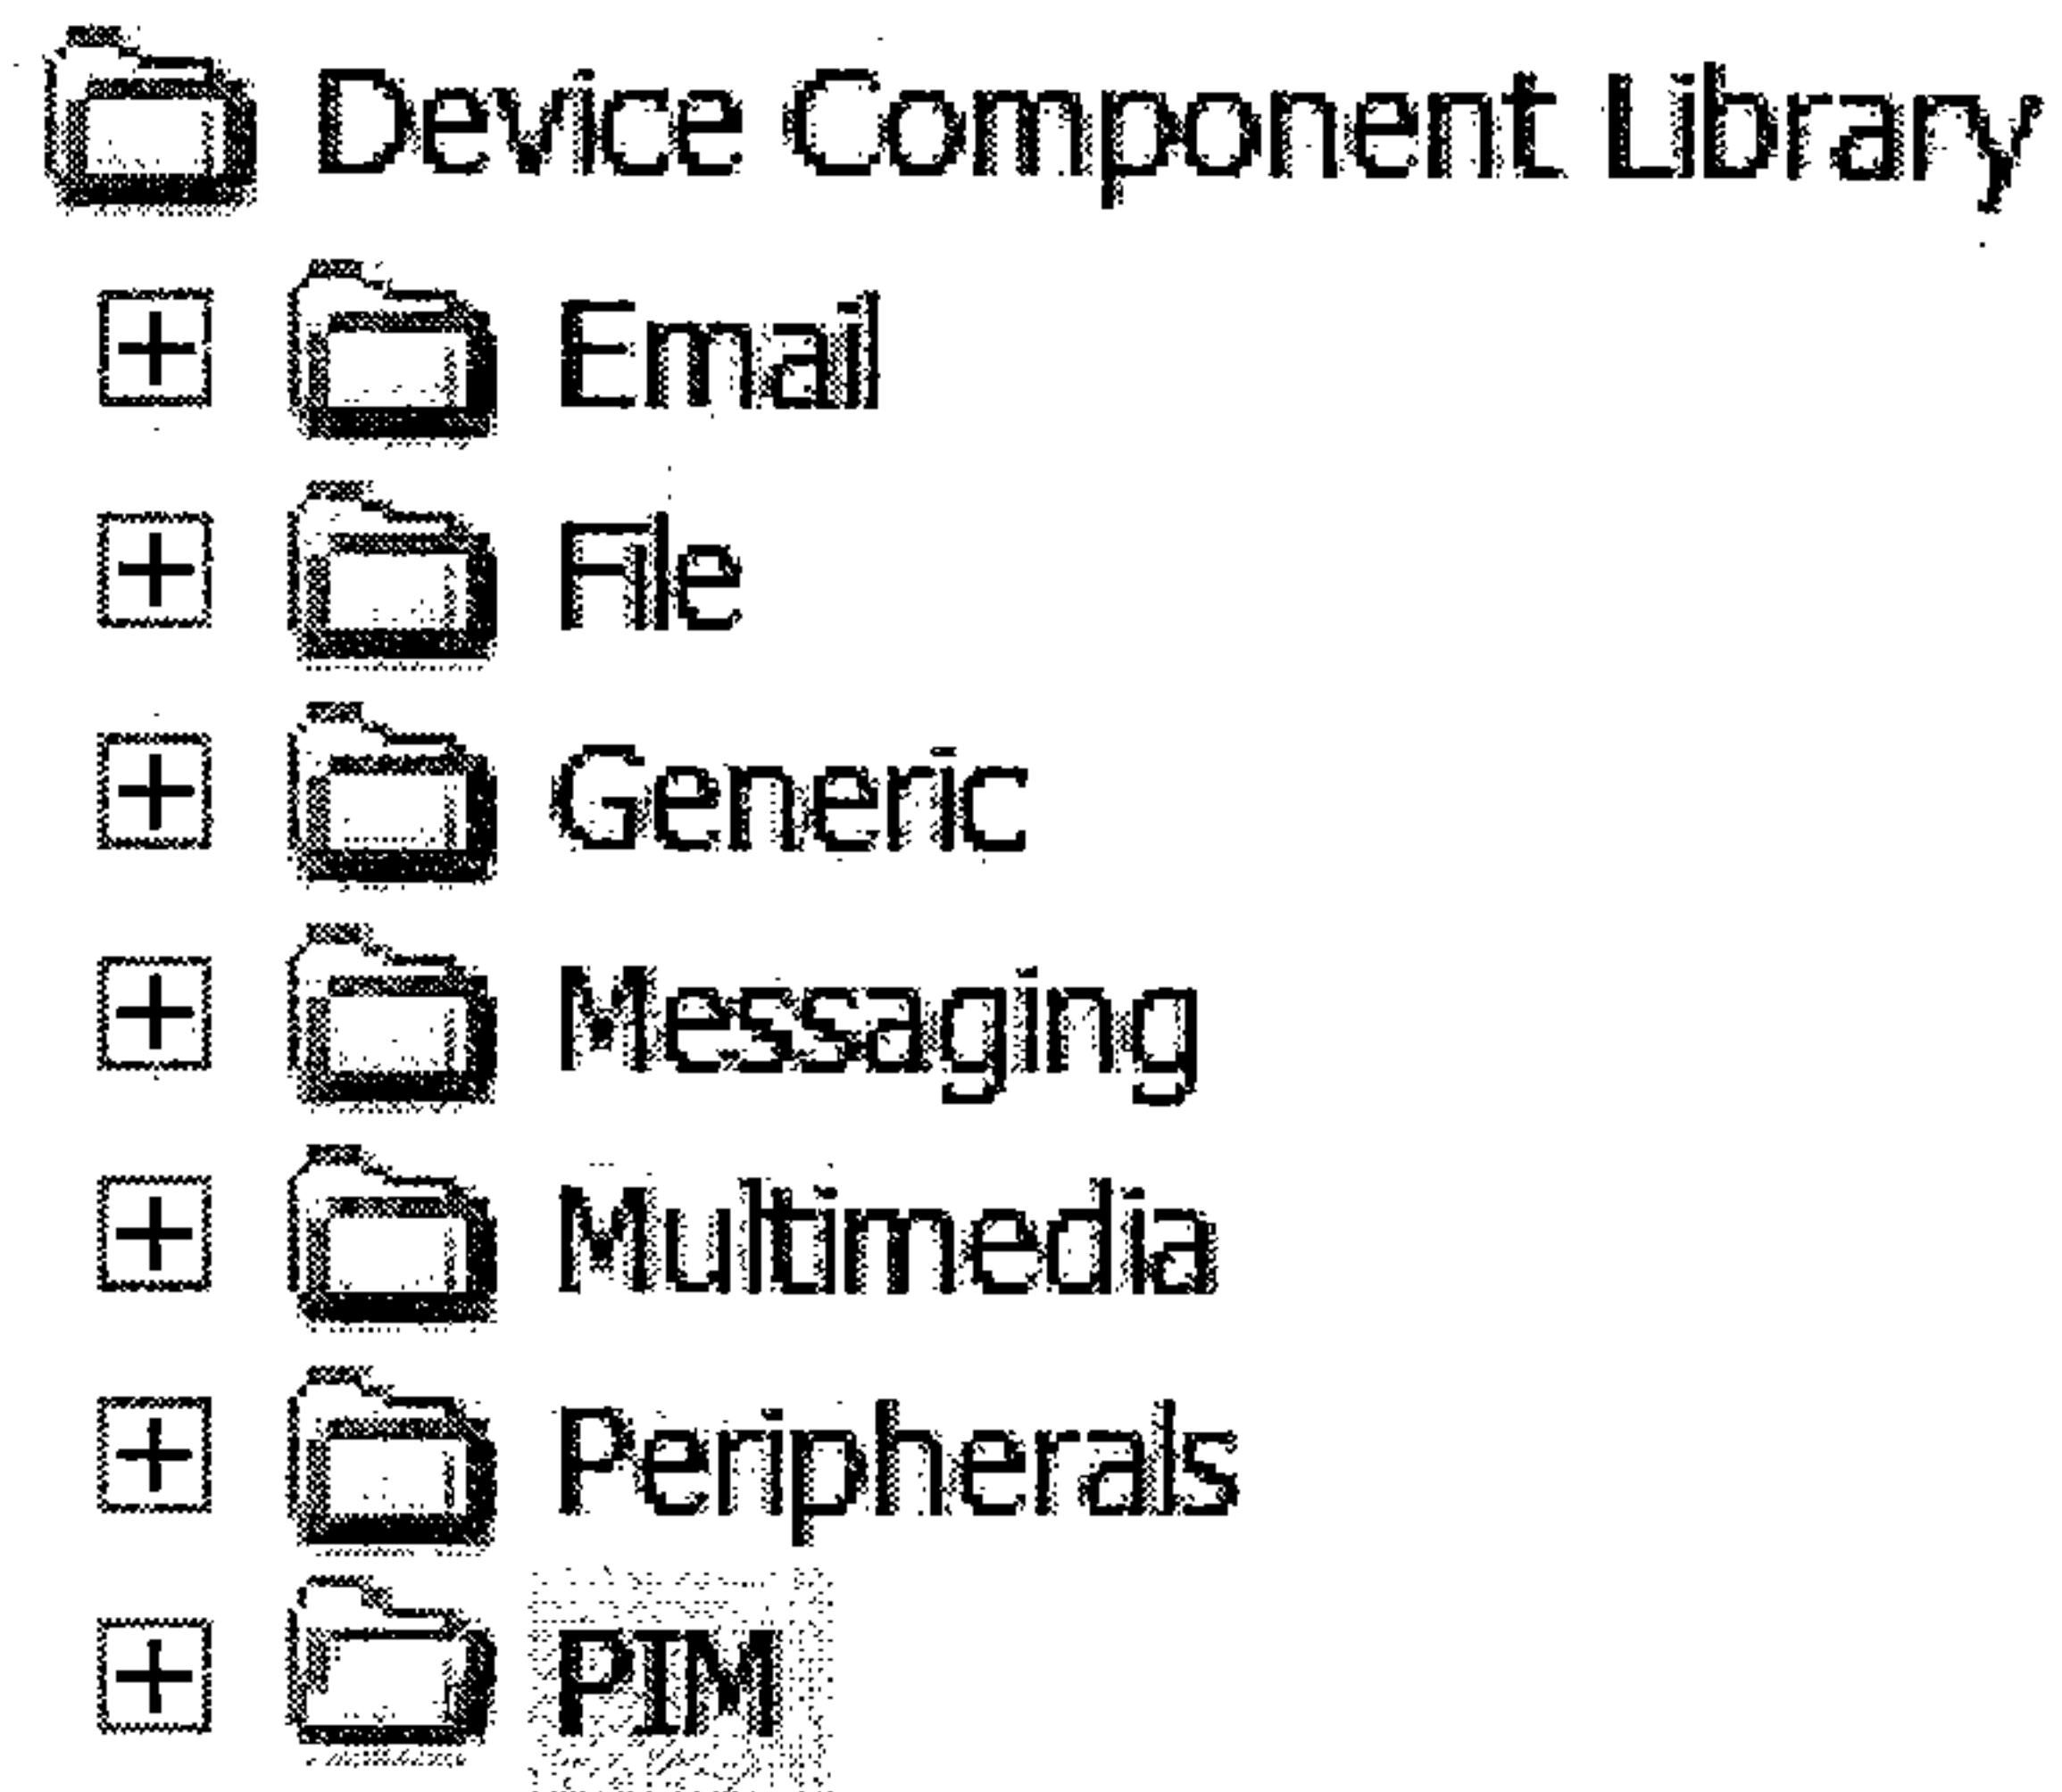 Device Component Library
Email
File
Generic
Messaging
Multimedia
Peripherals
PIM